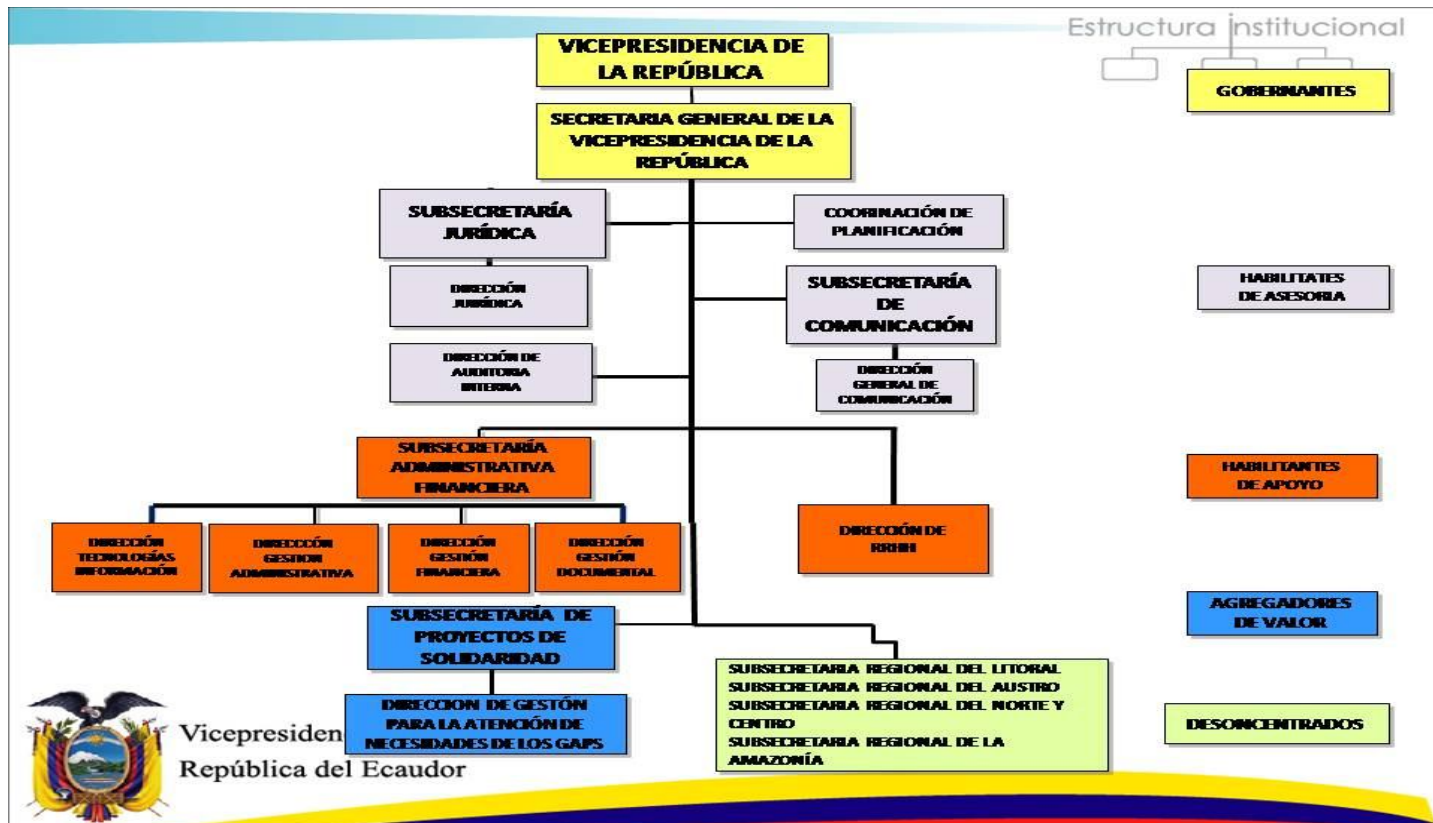 Estructura institucional
VICEPRESIDENCIA DE
LA REPÚBLICA
GOBERNANTES
SECRETARIA GENERAL DE LA
VICEPRESIDENCIA DE LA
REPÚBLICA
SUBSECRETARÍA
JURÍDICA
COORINACIÓN DE
PLANIFICACIÓN
DIRECCIÓN
JURÍDICA
SUBSECRETARÍA
DE
COMUNICACIÓN
HABILITATES
DE ASESORIA
DIRECCIÓN DE
AUDITORIA
INTERNA
DIRECCIÓN
GENERAL DE
COMUNICACIÓN
SUBSECRETARÍA
ADMINISTRATIVA
FINANCIERA
HABILITANTES
DE APOYO
DIRECCIÓN
TECNOLOGÍAS
INFORMACIÓN
DIRECCCÓN
GESTION
ADMINISTRATIVA
DIRECCIÓN
GESTIÓN
FINANCIERA
DIRECCIÓN
GESTIÓN
DOCUMENTAL
DIRECCIÓN DE
RRHH
SUBSECRETARÍA DE
PROYECTOS DE
SOLIDARIDAD
AGREGADORES
DE VALOR
DIRECCION DE GESTÓN
PARA LA ATENCIÓN DE
NECESIDADES DE LOS GAPS
SUBSECRETARIA REGIONAL DEL LITORAL
SUBSECRETARIA REGIONAL DEL AUSTRO
SUBSECRETARIA REGIONAL DEL NORTE Y
CENTRO
SUBSECRETARIA REGIONAL DE LA
AMAZONÍA
DESONCENTRADOS
Vicepresiden
República del Ecuador